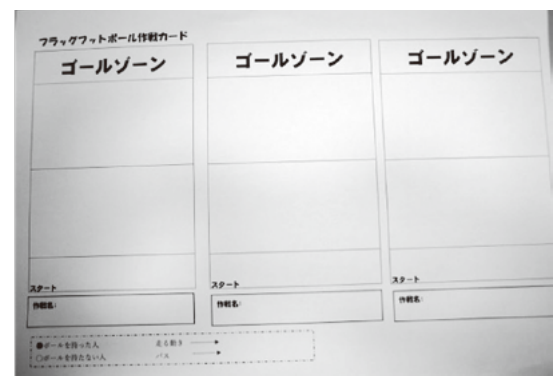 フラッグフットボール作戦カード
ゴールゾーン ゴールゾーン ゴールゾーン
スタート スタート スタート
作戦名: 作戦名: 作戦名:
●ボールを持った人 走る動き
○ボールを持たない人 パス